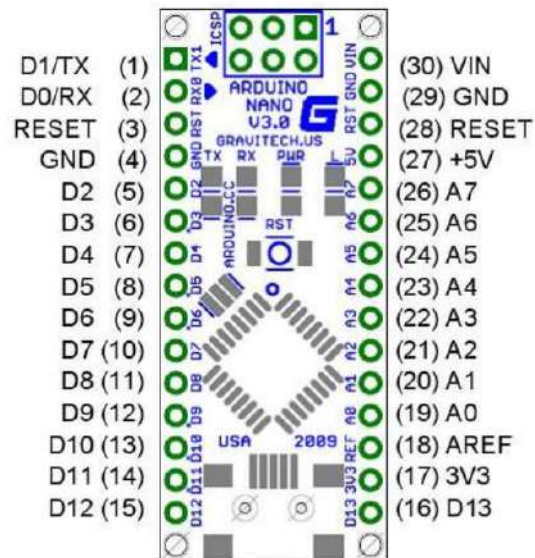 D1/TX (1)
D0/RX (2)
RESET (3)
GND (4)
D2 (5)
D3 (6)
D4 (7)
D5 (8)
D6 (9)
D7 (10)
D8 (11)
D9 (12)
D10 (13)
D11 (14)
D12 (15)
ICSP
1
TX1
RX0
RST
GND
D2
D3
D4
D5
D6
D7
D8
D9
D10
D11
D12
ARDUINO
NANO
V3.0
G
GRAVITECH.US
TX RX PWR L
ARDUINO.CC
RST
USA 2009
VIN
GND
RST
5V
A7
A6
A5
A4
A3
A2
A1
A0
REF
3V3
D13
(30) VIN
(29) GND
(28) RESET
(27) +5V
(26) A7
(25) A6
(24) A5
(23) A4
(22) A3
(21) A2
(20) A1
(19) A0
(18) AREF
(17) 3V3
(16) D13